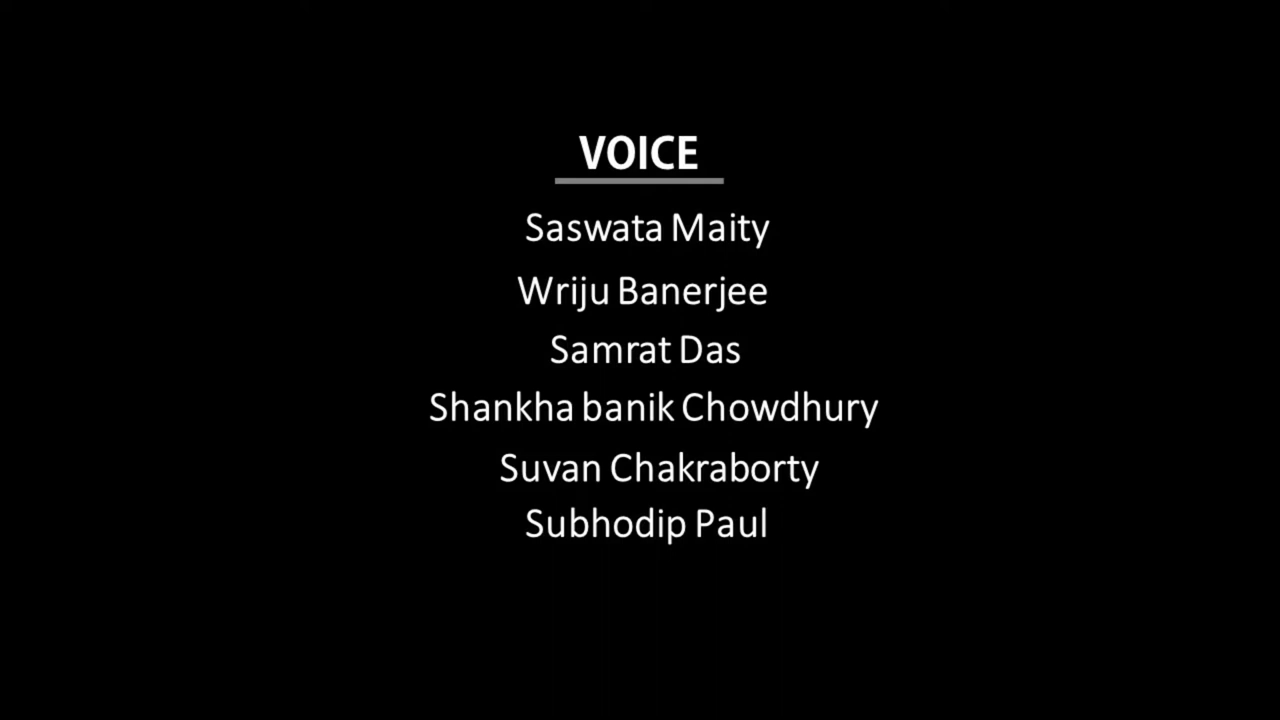 VOICE
Saswata Maity
Wriju Banerjee
Samrat Das
Shankha banik Chowdhury
Suvan Chakraborty
Subhodip Paul